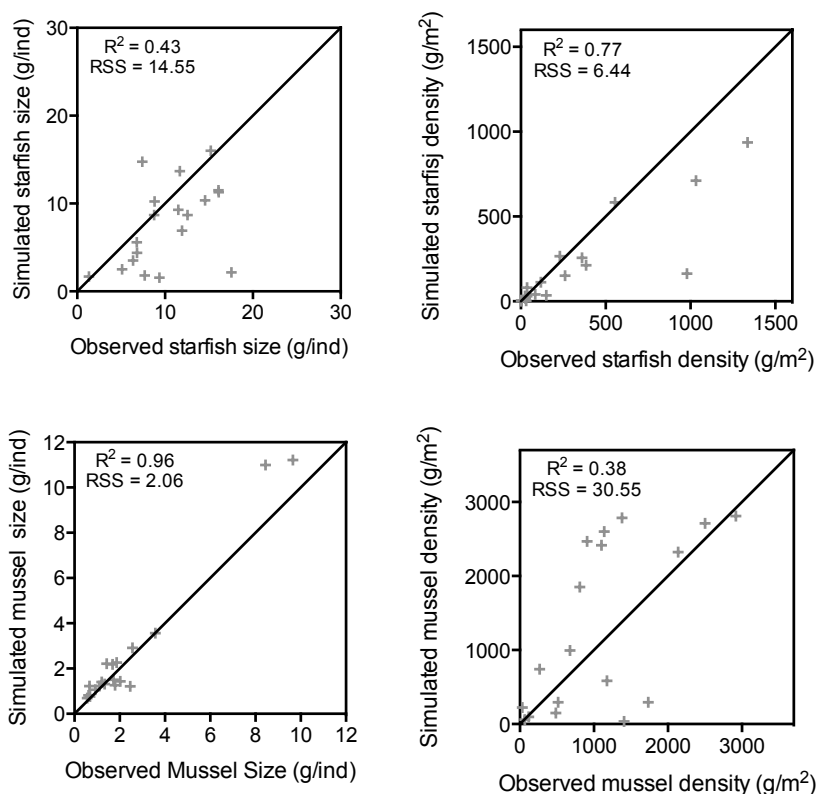 R² = 0.43
RSS = 14.55
Simulated starfish size (g/ind)
30
20
10
0
0 10 20 30
Observed starfish size (g/ind)
R² = 0.77
RSS = 6.44
Simulated starfisj density (g/m²)
1500
1000
500
0
0 500 1000 1500
Observed starfish density (g/m²)
R² = 0.96
RSS = 2.06
Simulated mussel size (g/ind)
12
10
8
6
4
2
0
0 2 4 6 8 10 12
Observed Mussel Size (g/ind)
R² = 0.38
RSS = 30.55
Simulated mussel density (g/m²)
3000
2000
1000
0
0 1000 2000 3000
Observed mussel density (g/m²)